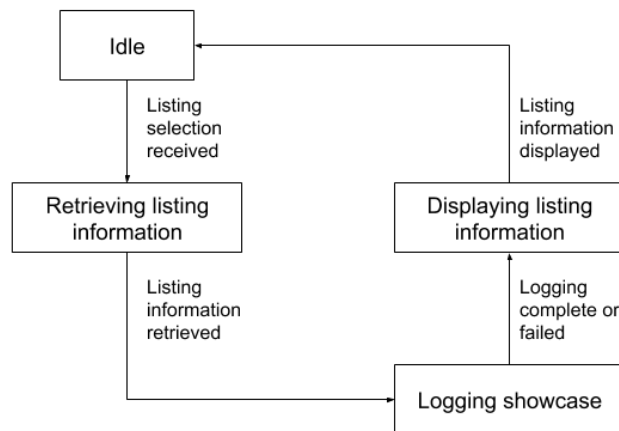 Idle
Listing
selection
received
Listing
information
displayed
Retrieving listing
information
Displaying listing
information
Listing
information
retrieved
Logging
complete or
failed
Logging showcase